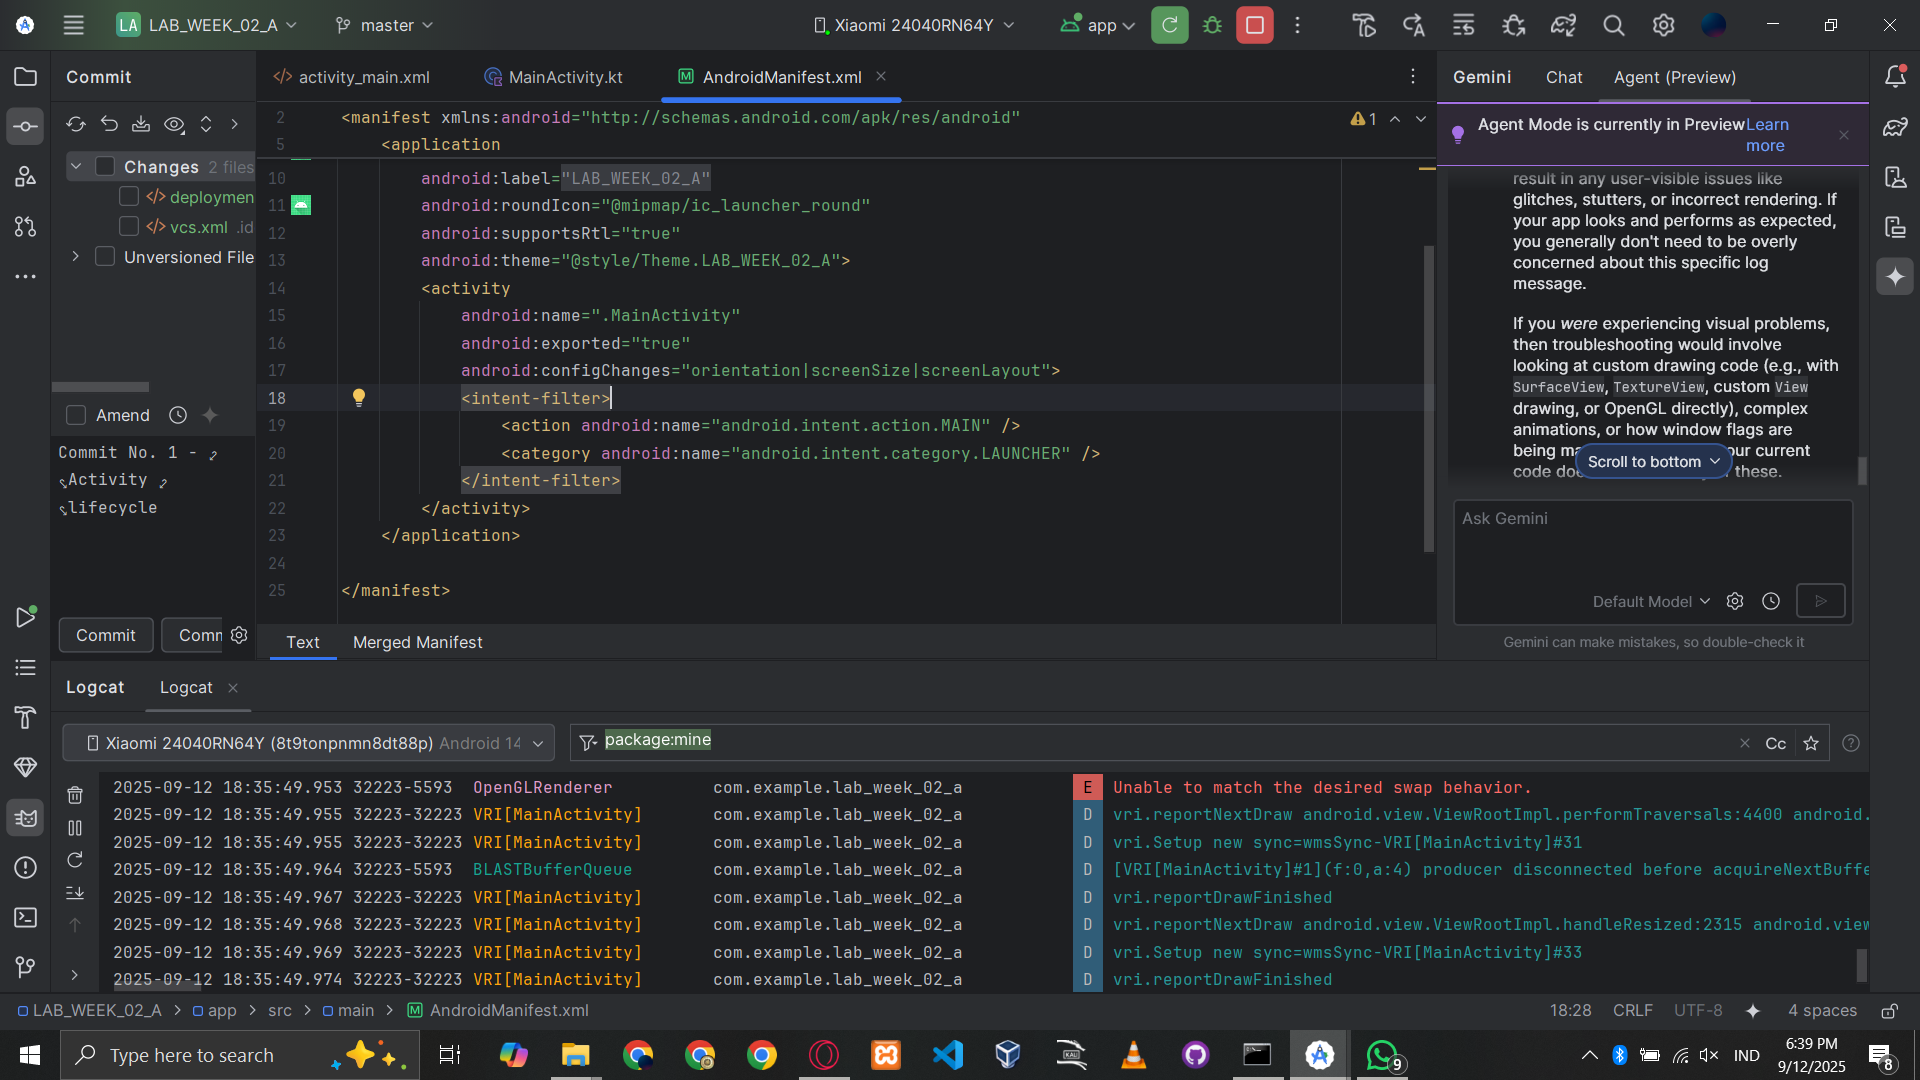 LA LAB_WEEK_02_A master Xiaomi 24040RN64Y app
Commit
Changes 2 files
deploymen
vcs.xml .id
Unversioned File
Amend
Commit No. 1 -
Activity
lifecycle
Commit Comm
activity_main.xml MainActivity.kt AndroidManifest.xml
2 <manifest xmlns:android="http://schemas.android.com/apk/res/android" 1
5 <application
10 android:label="LAB_WEEK_02_A"
11 android:roundIcon="@mipmap/ic_launcher_round"
12 android:supportsRtl="true"
13 android:theme="@style/Theme.LAB_WEEK_02_A">
14 <activity
15 android:name=".MainActivity"
16 android:exported="true"
17 android:configChanges="orientation|screenSize|screenLayout">
18 <intent-filter>
19 <action android:name="android.intent.action.MAIN" />
20 <category android:name="android.intent.category.LAUNCHER" />
21 </intent-filter>
22 </activity>
23 </application>
24
25 </manifest>
Text Merged Manifest
Gemini Chat Agent (Preview)
Agent Mode is currently in Preview Learn
more
result in any user-visible issues like
glitches, stutters, or incorrect rendering. If
your app looks and performs as expected,
you generally don't need to be overly
concerned about this specific log
message.
If you were experiencing visual problems,
then troubleshooting would involve
looking at custom drawing code (e.g., with
SurfaceView, TextureView, custom View
drawing, or OpenGL directly), complex
animations, or how window flags are
being ma our current
code doe these.
Scroll to bottom
Ask Gemini
Default Model
Gemini can make mistakes, so double-check it
Logcat Logcat
Xiaomi 24040RN64Y (8t9tonpnmn8dt88p) Android 14 package:mine Cc
2025-09-12 18:35:49.953 32223-5593 OpenGLRenderer com.example.lab_week_02_a E Unable to match the desired swap behavior.
2025-09-12 18:35:49.955 32223-32223 VRI[MainActivity] com.example.lab_week_02_a D vri.reportNextDraw android.view.ViewRootImpl.performTraversals:4400 android.
2025-09-12 18:35:49.955 32223-32223 VRI[MainActivity] com.example.lab_week_02_a D vri.Setup new sync=wmsSync-VRI[MainActivity]#31
2025-09-12 18:35:49.964 32223-5593 BLASTBufferQueue com.example.lab_week_02_a D [VRI[MainActivity]#1](f:0,a:4) producer disconnected before acquireNextBuffe
2025-09-12 18:35:49.967 32223-32223 VRI[MainActivity] com.example.lab_week_02_a D vri.reportDrawFinished
2025-09-12 18:35:49.968 32223-32223 VRI[MainActivity] com.example.lab_week_02_a D vri.reportNextDraw android.view.ViewRootImpl.handleResized:2315 android.view
2025-09-12 18:35:49.969 32223-32223 VRI[MainActivity] com.example.lab_week_02_a D vri.Setup new sync=wmsSync-VRI[MainActivity]#33
2025-09-12 18:35:49.974 32223-32223 VRI[MainActivity] com.example.lab_week_02_a D vri.reportDrawFinished
LAB_WEEK_02_A > app > src > main > AndroidManifest.xml 18:28 CRLF UTF-8 4 spaces
Type here to search 9 IND 6:39 PM
9/12/2025 8